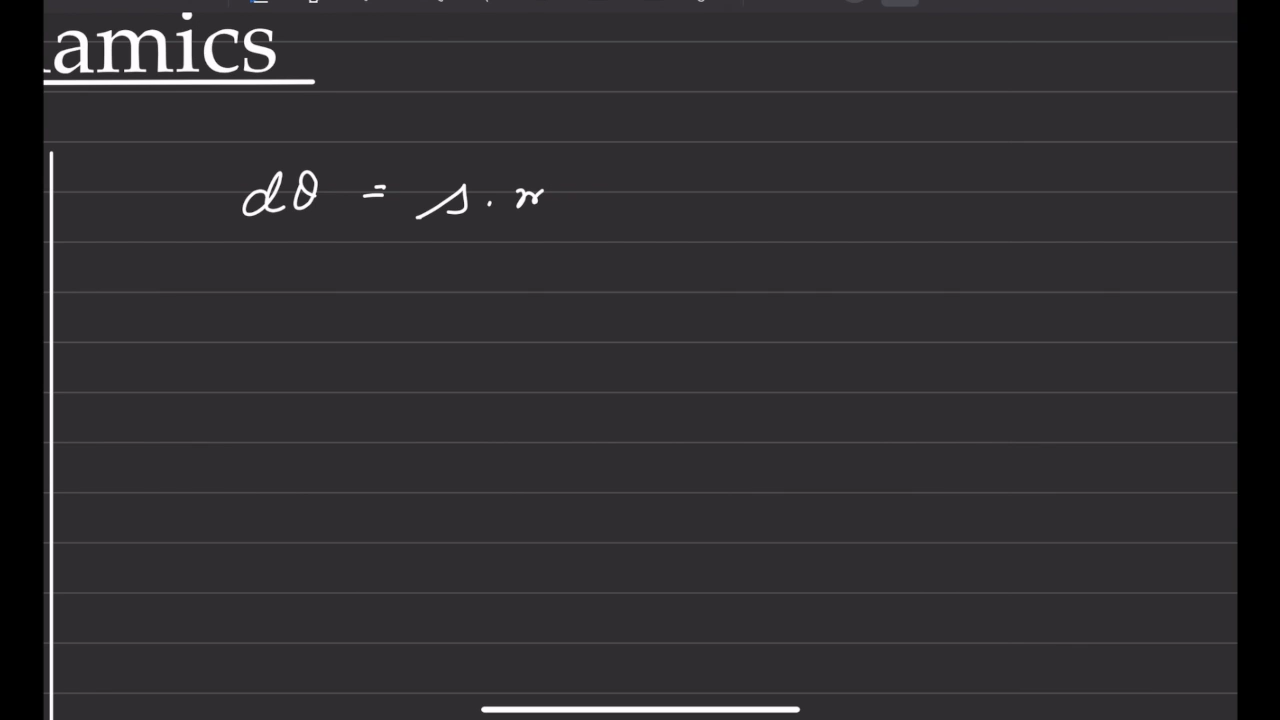 amics
dθ = s.r